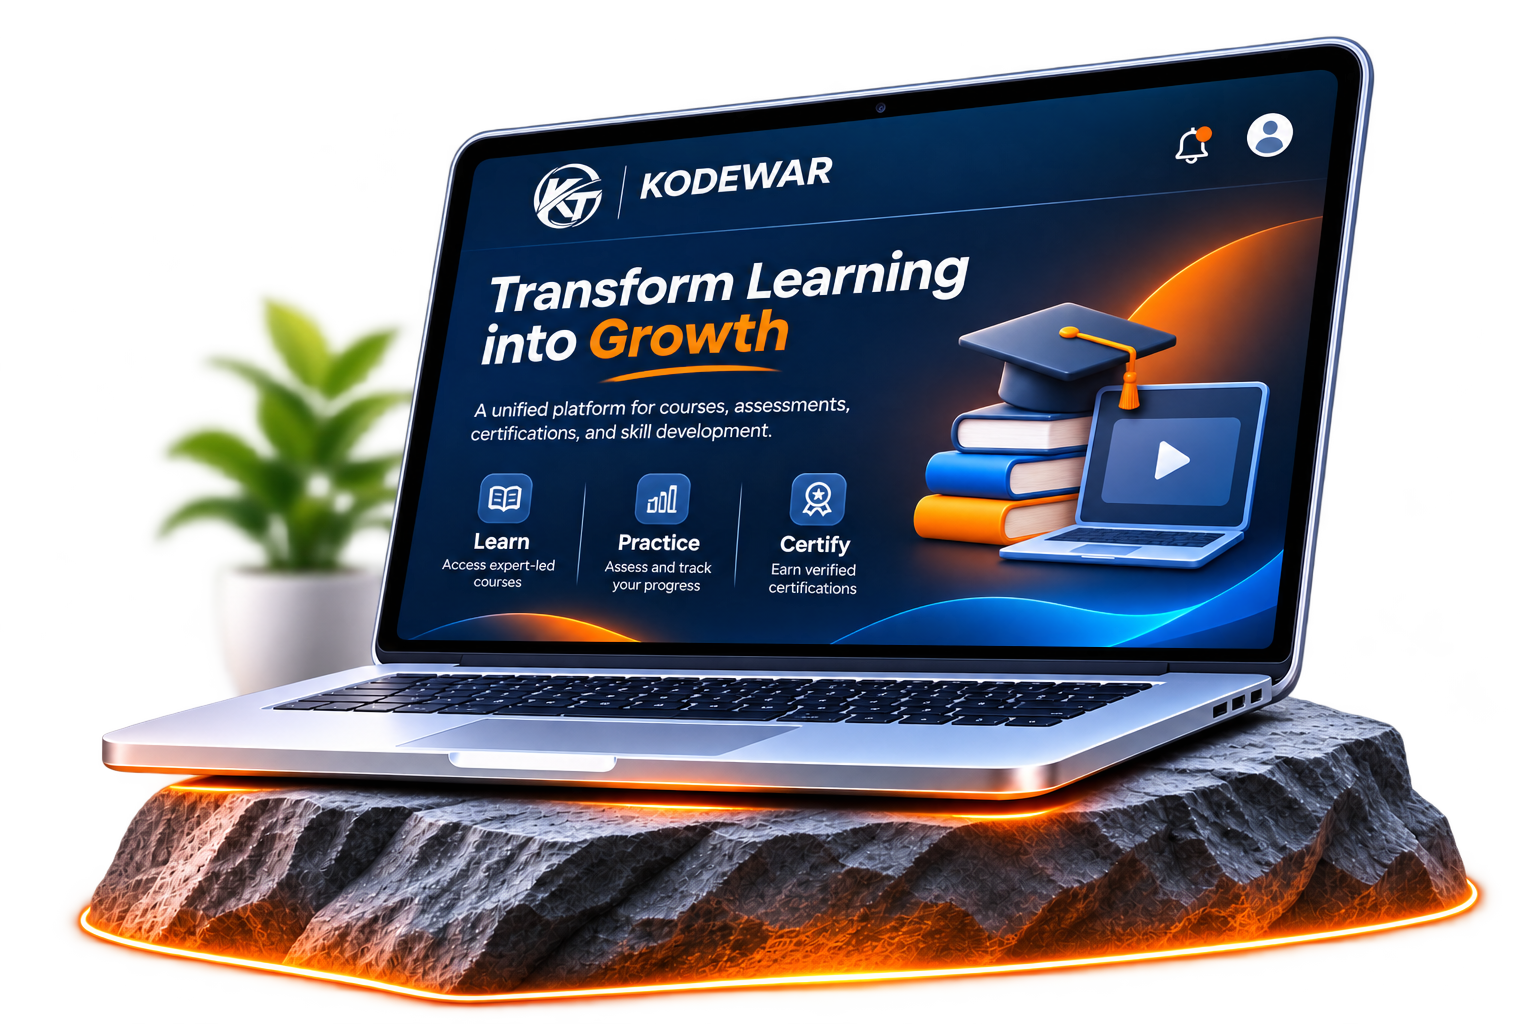 KT
KODEWAR
Transform Learning
into Growth
A unified platform for courses, assessments,
certifications, and skill development.
Learn
Access expert-led
courses
Practice
Assess and track
your progress
Certify
Earn verified
certifications